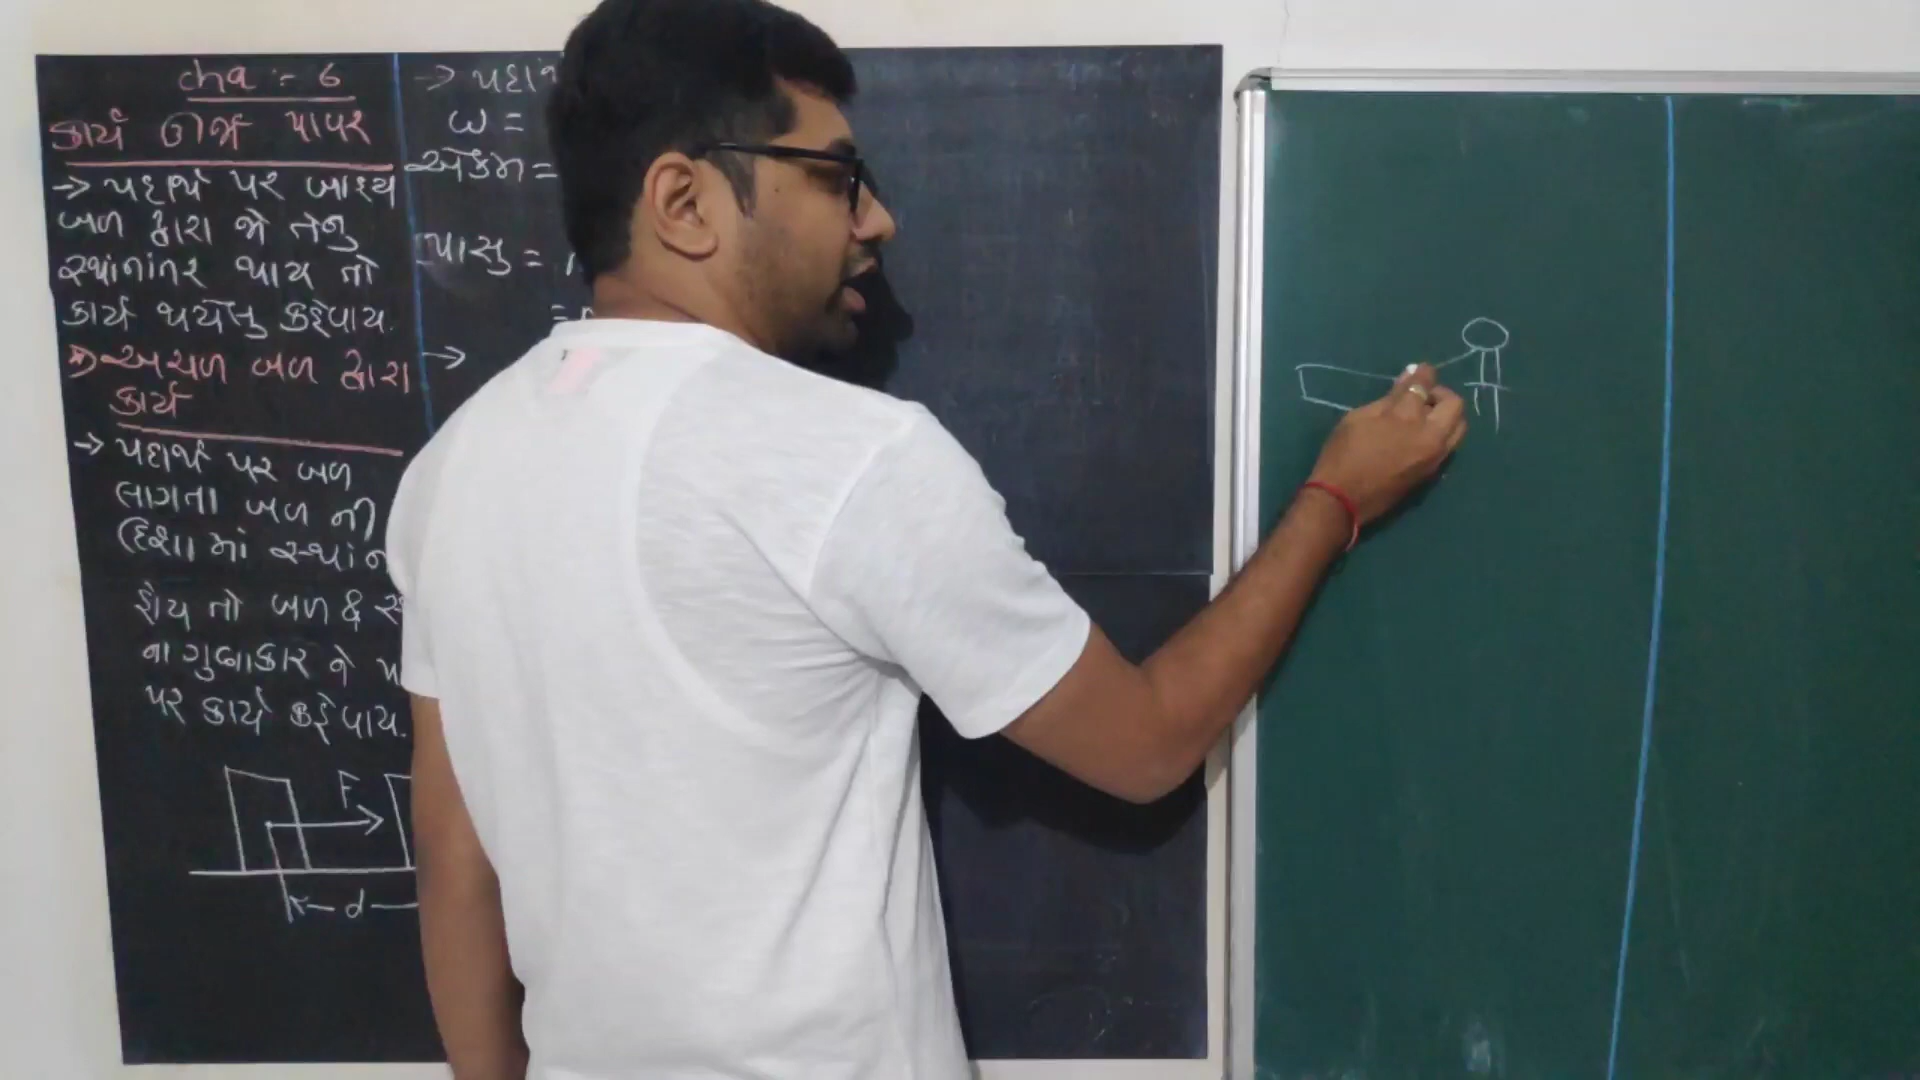 cha :- 6
કાર્ય ઊર્જા પાવર
→ પદાર્થ પર બાહ્ય
બળ દ્વારા જો તેનુ
સ્થાનાંતર થાય તો
કાર્ય થયેલુ કહેવાય.
અચળ બળ દ્વારા
કાર્ય
→ પદાર્થ પર બળ
લાગતા બળ ની
દિશા માં સ્થાન
હોય તો બળ &
ના ગુણાકાર ને
પર કાર્ય કહેવાય.
F
d
→ પદાર્થ
ω =
એકમ =
પાસુ =
=
→